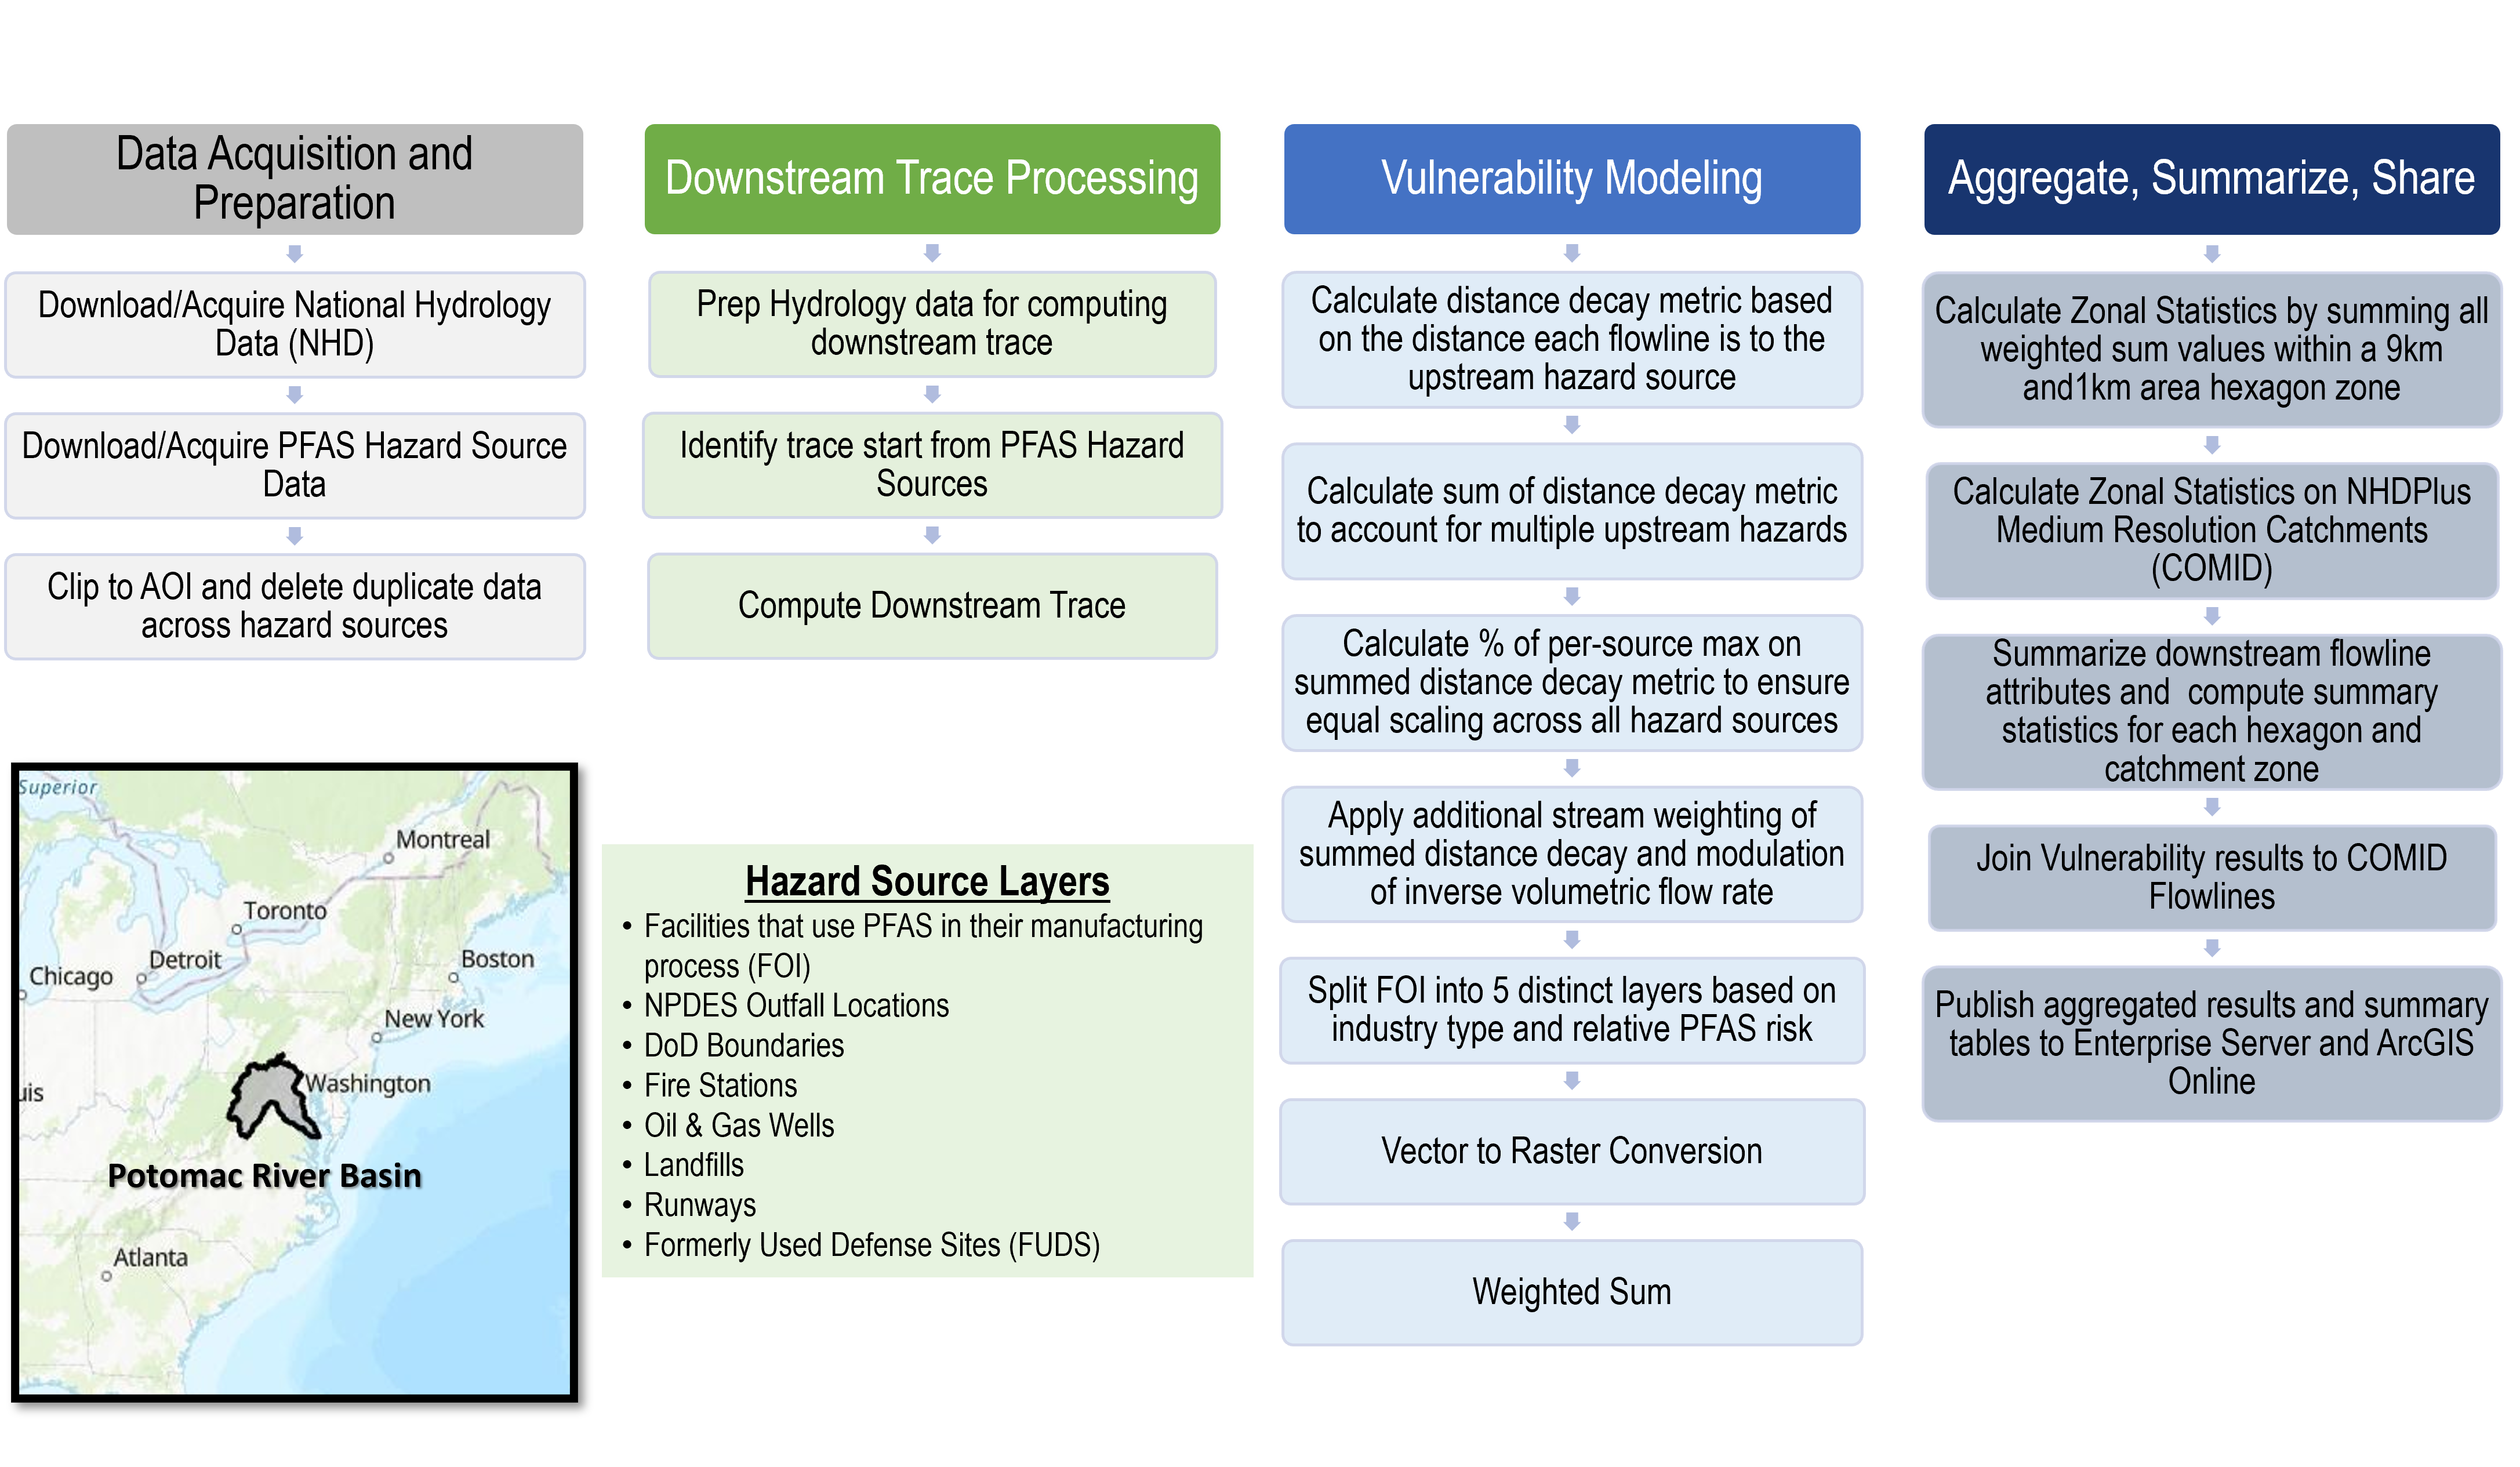 Data Acquisition and
Preparation
Download/Acquire National Hydrology
Data (NHD)
Download/Acquire PFAS Hazard Source
Data
Clip to AOI and delete duplicate data
across hazard sources
Downstream Trace Processing
Prep Hydrology data for computing
downstream trace
Identify trace start from PFAS Hazard
Sources
Compute Downstream Trace
Vulnerability Modeling
Calculate distance decay metric based
on the distance each flowline is to the
upstream hazard source
Calculate sum of distance decay metric
to account for multiple upstream hazards
Calculate % of per-source max on
summed distance decay metric to ensure
equal scaling across all hazard sources
Apply additional stream weighting of
summed distance decay and modulation
of inverse volumetric flow rate
Split FOI into 5 distinct layers based on
industry type and relative PFAS risk
Vector to Raster Conversion
Weighted Sum
Aggregate, Summarize, Share
Calculate Zonal Statistics by summing all
weighted sum values within a 9km
and1km area hexagon zone
Calculate Zonal Statistics on NHDPlus
Medium Resolution Catchments
(COMID)
Summarize downstream flowline
attributes and  compute summary
statistics for each hexagon and
catchment zone
Join Vulnerability results to COMID
Flowlines
Publish aggregated results and summary
tables to Enterprise Server and ArcGIS
Online
Superior
Montreal
Toronto
Detroit
Boston
Chicago
New York
Washington
uis
Potomac River Basin
Atlanta
Hazard Source Layers
• Facilities that use PFAS in their manufacturing
process (FOI)
• NPDES Outfall Locations
• DoD Boundaries
• Fire Stations
• Oil & Gas Wells
• Landfills
• Runways
• Formerly Used Defense Sites (FUDS)